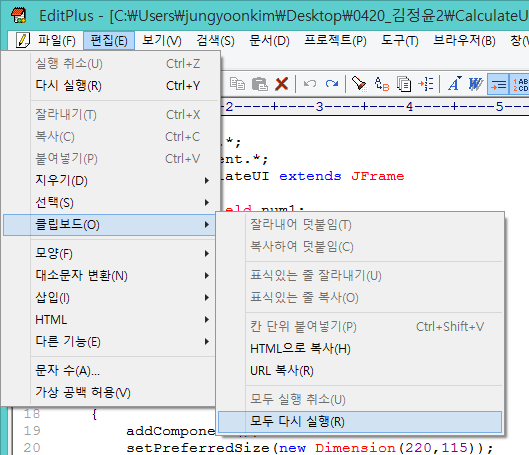 EditPlus - [C:\Users\jungyoonkim\Desktop\0420_김정윤2\CalculateU
편집(E) 보기(V) 검색(S) 문서(D) 프로젝트(P) 도구(T) 브라우저(B) 창(
실행 취소(U) Ctrl+Z
다시 실행(R) Ctrl+Y
잘라내기(T) Ctrl+X
복사(C) Ctrl+C
붙여넣기(P) Ctrl+V
지우기(D)
선택(S)
클립보드(O)
모양(F)
대소문자 변환(N)
삽입(I)
HTML
다른 기능(E)
문자 수(A)...
가상 공백 허용(V)
잘라내어 덧붙임(T)
복사하여 덧붙임(C)
표식있는 줄 잘라내기(U)
표식있는 줄 복사(O)
칸 단위 붙여넣기(P) Ctrl+Shift+V
HTML으로 복사(H)
URL 복사(R)
모두 실행 취소(U)
모두 다시 실행(R)
A W
----2----+----3----+----4----+----5--
.*;
ent.*;
lateUI extends JFrame
eld num1;
18 {
19 addCompone
20 setPreferredSize(new Dimension(220,115));